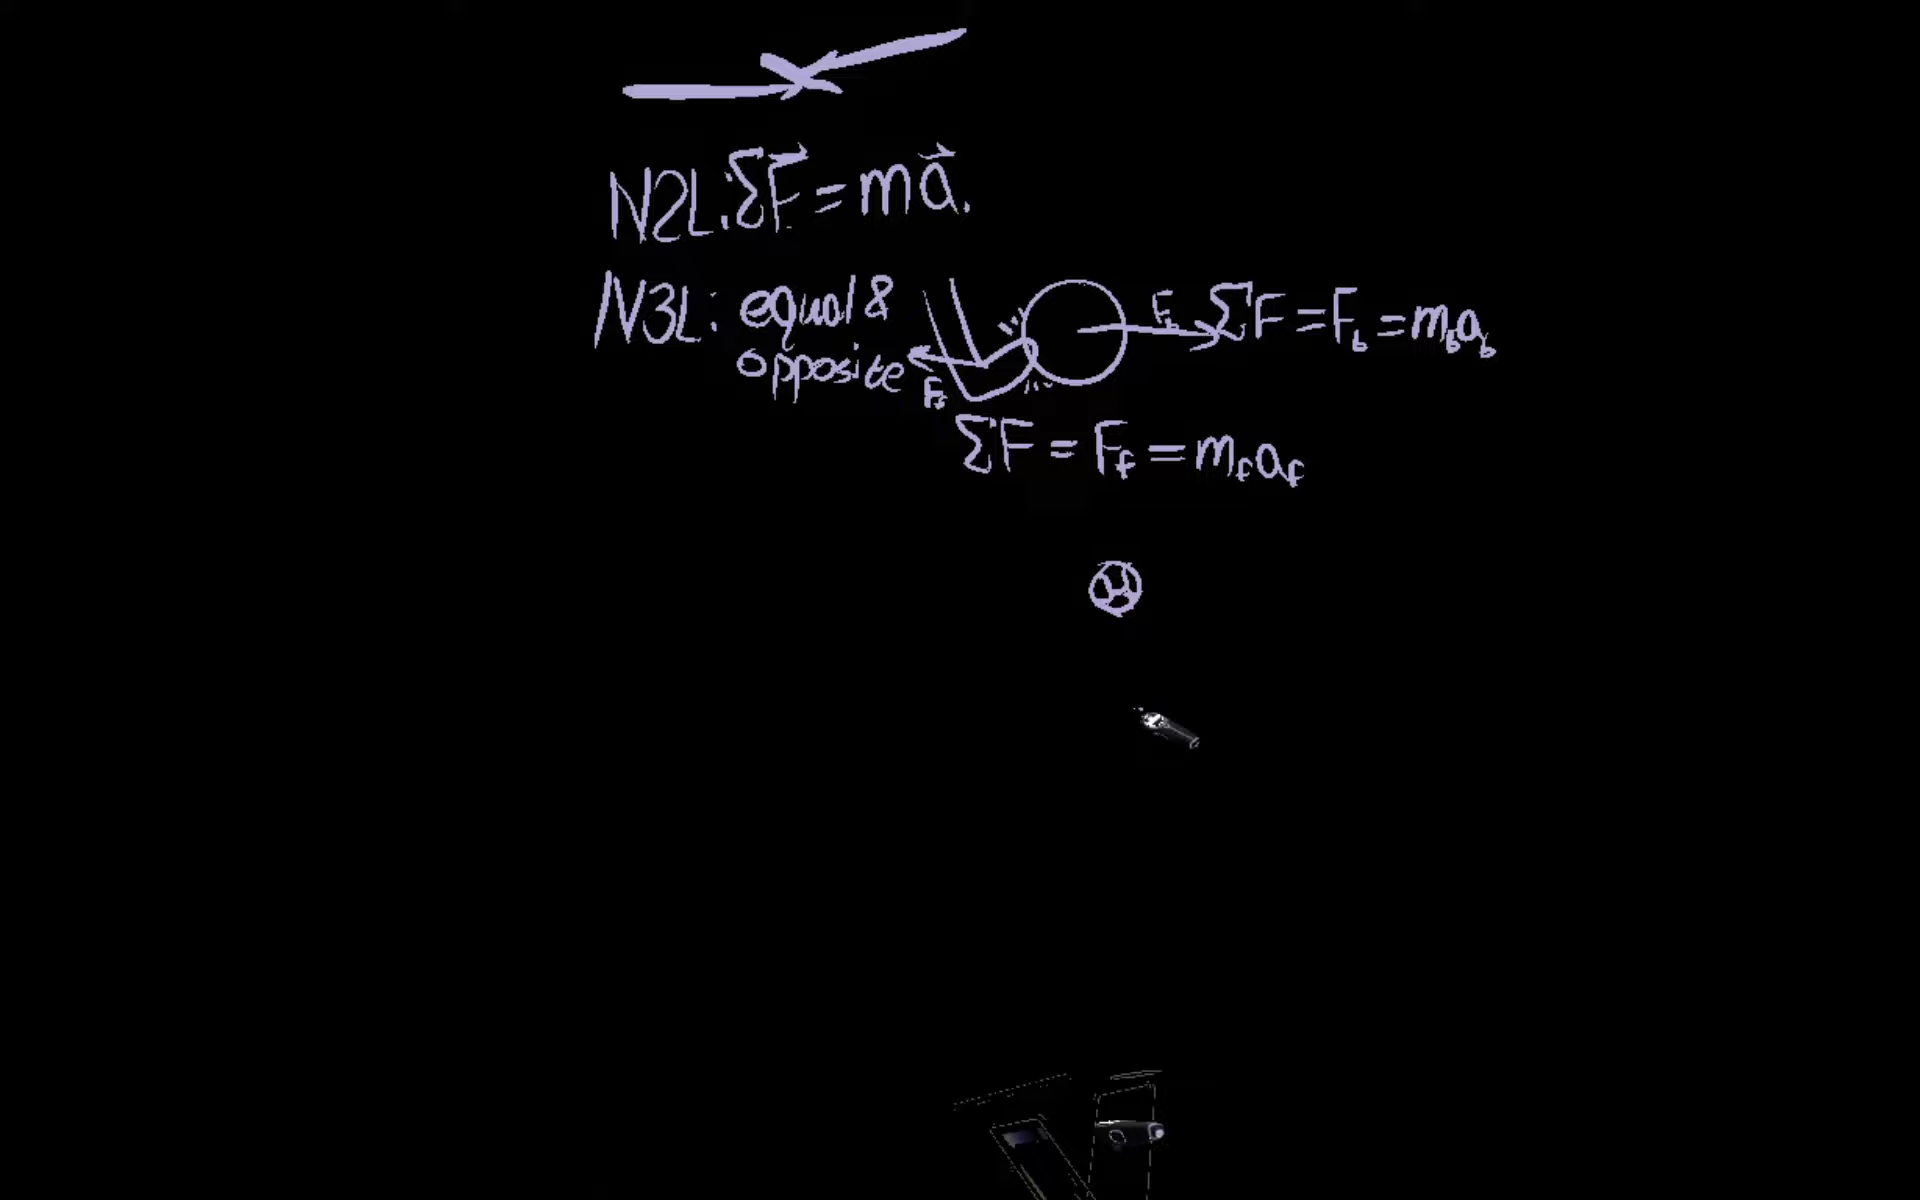 N2L: ΣF⃗ = ma⃗.
N3L: equal &
opposite
F_b ΣF = F_b = m_b a_b
F_f
ΣF = F_f = m_f a_f